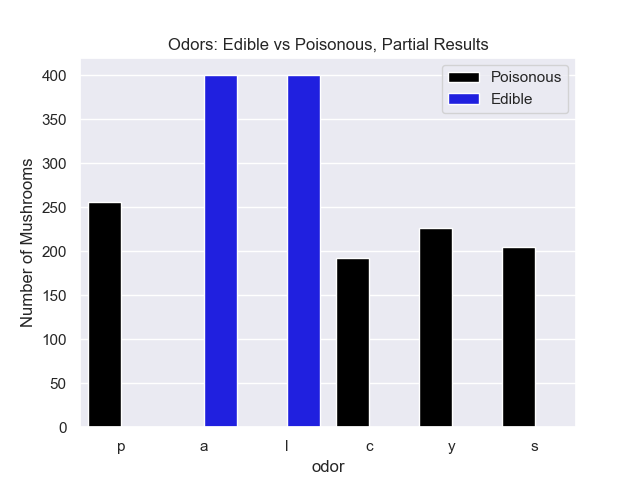 Odors: Edible vs Poisonous, Partial Results
Poisonous
Edible
Number of Mushrooms
400
350
300
250
200
150
100
50
0
p a l c y s
odor